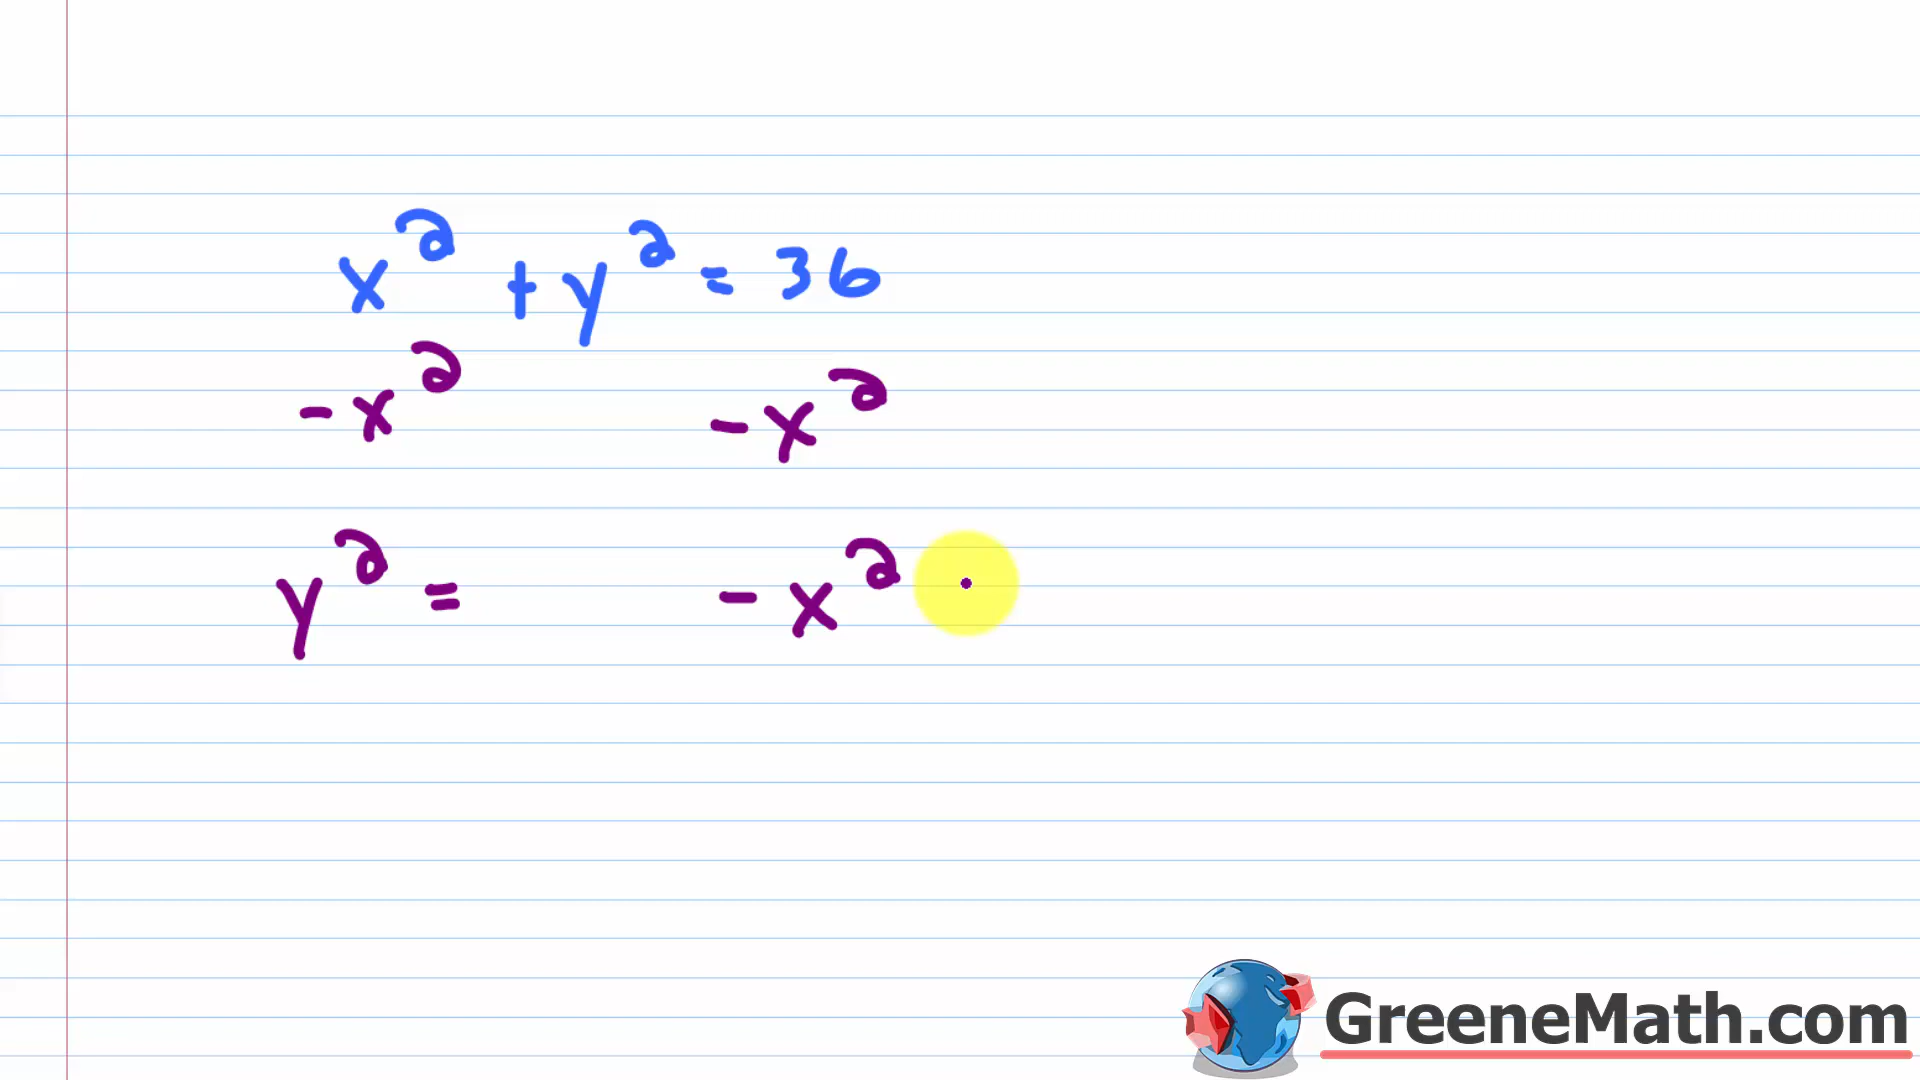 x² + y² = 36
- x² - x²
y² = - x²
GreeneMath.com